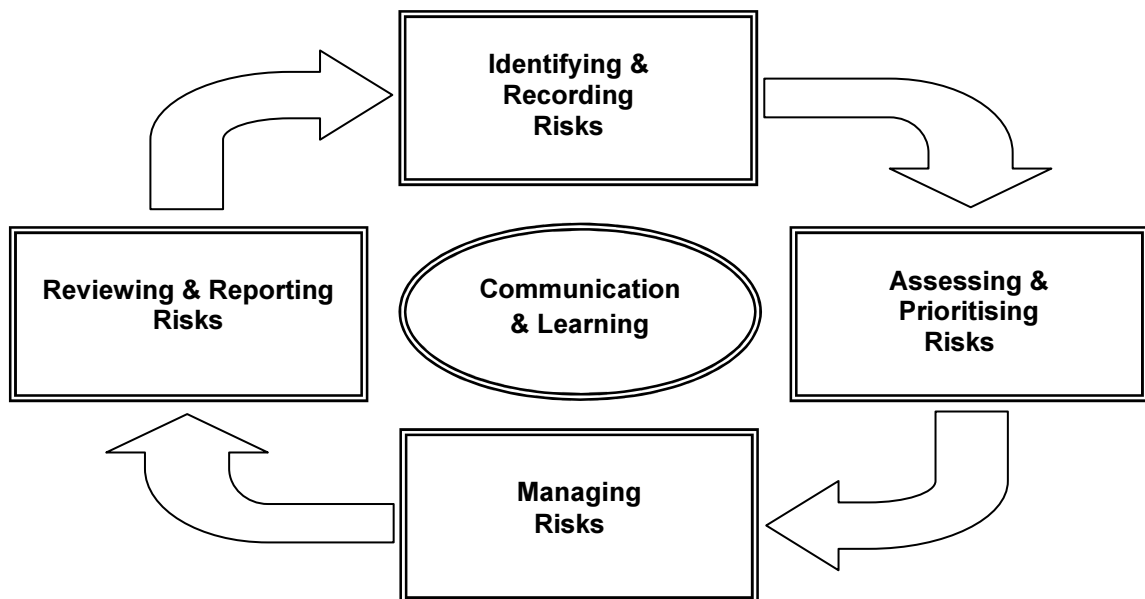 Identifying &
Recording
Risks
Reviewing & Reporting
Risks
Communication
& Learning
Assessing &
Prioritising
Risks
Managing
Risks